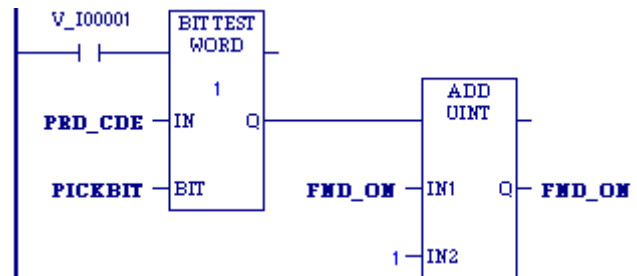 V_I00001
BIT TEST
WORD
1
PRD_CDE IN Q
PICKBIT BIT
ADD
UINT
FND_ON IN1 Q FND_ON
1 IN2